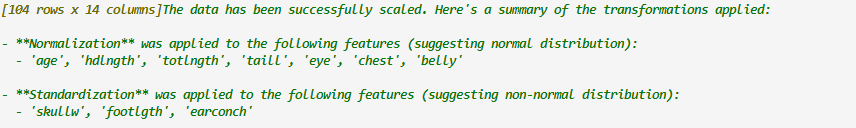 [104 rows x 14 columns]The data has been successfully scaled. Here's a summary of the transformations applied:
- **Normalization** was applied to the following features (suggesting normal distribution):
- 'age', 'hdlngth', 'totlngth', 'taill', 'eye', 'chest', 'belly'
- **Standardization** was applied to the following features (suggesting non-normal distribution):
- 'skullw', 'footlgth', 'earconch'